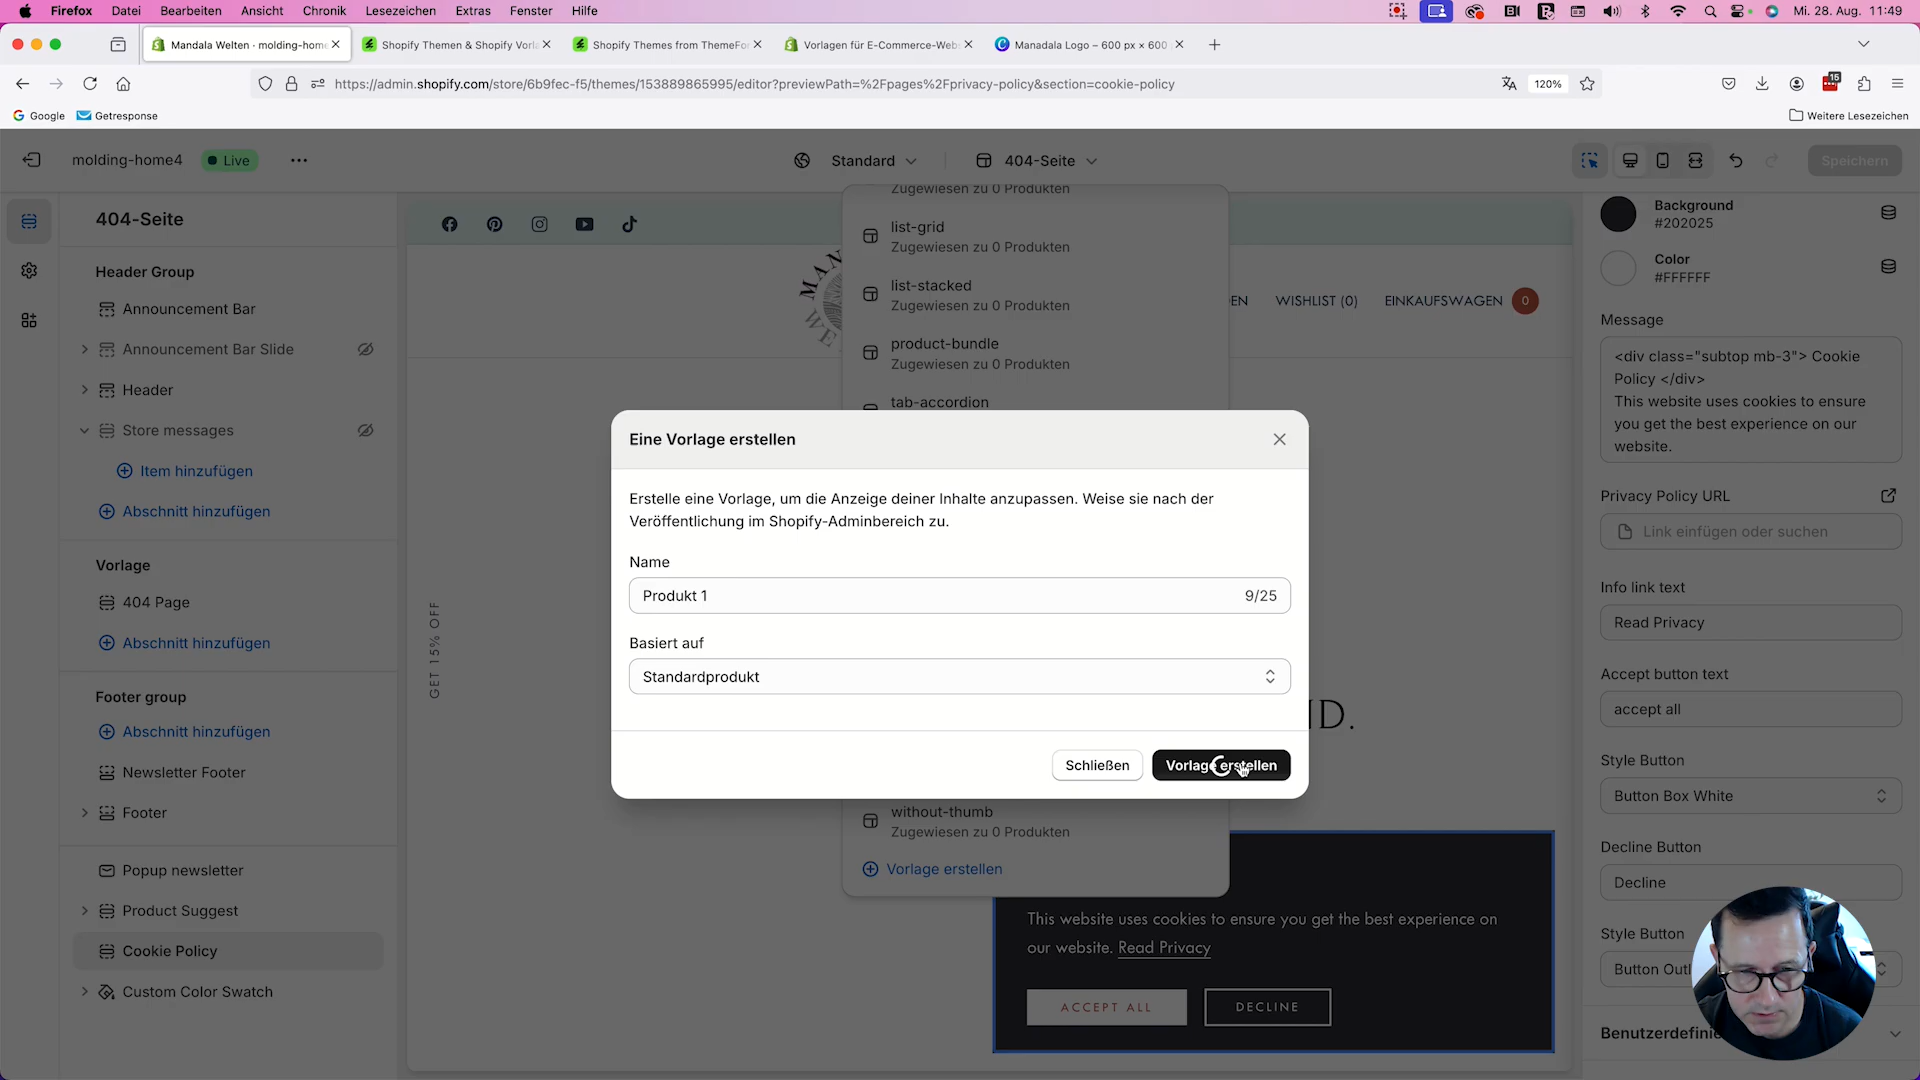 Firefox Datei Bearbeiten Ansicht Chronik Lesezeichen Extras Fenster Hilfe Mi. 28. Aug. 11:49
Mandala Welten · molding-home Shopify Themen & Shopify Vorla Shopify Themes from ThemeFo Vorlagen für E-Commerce-Web Manadala Logo – 600 px × 600
https://admin.shopify.com/store/6b9fec-f5/themes/153889865995/editor?previewPath=%2Fpages%2Fprivacy-policy&section=cookie-policy 120% 15
Google Getresponse Weitere Lesezeichen
molding-home4 Live Standard 404-Seite Speichern
404-Seite
Header Group
Announcement Bar
Announcement Bar Slide
Header
Store messages
Item hinzufügen
Abschnitt hinzufügen
Vorlage
404 Page
Abschnitt hinzufügen
Footer group
Abschnitt hinzufügen
Newsletter Footer
Footer
Popup newsletter
Product Suggest
Cookie Policy
Custom Color Swatch
GET 15% OFF
WISHLIST (0) EINKAUFSWAGEN 0
Zugewiesen zu 0 Produkten
list-grid
Zugewiesen zu 0 Produkten
list-stacked
Zugewiesen zu 0 Produkten
product-bundle
Zugewiesen zu 0 Produkten
tab-accordion
Eine Vorlage erstellen
Erstelle eine Vorlage, um die Anzeige deiner Inhalte anzupassen. Weise sie nach der
Veröffentlichung im Shopify-Adminbereich zu.
Name
Produkt 1 9/25
Basiert auf
Standardprodukt
Schließen Vorlage erstellen
without-thumb
Zugewiesen zu 0 Produkten
Vorlage erstellen
This website uses cookies to ensure you get the best experience on
our website. Read Privacy
ACCEPT ALL DECLINE
Background
#202025
Color
#FFFFFF
Message
<div class="subtop mb-3"> Cookie
Policy </div>
This website uses cookies to ensure
you get the best experience on our
website.
Privacy Policy URL
Link einfügen oder suchen
Info link text
Read Privacy
Accept button text
accept all
Style Button
Button Box White
Decline Button
Decline
Style Button
Button Outl
Benutzerdefini